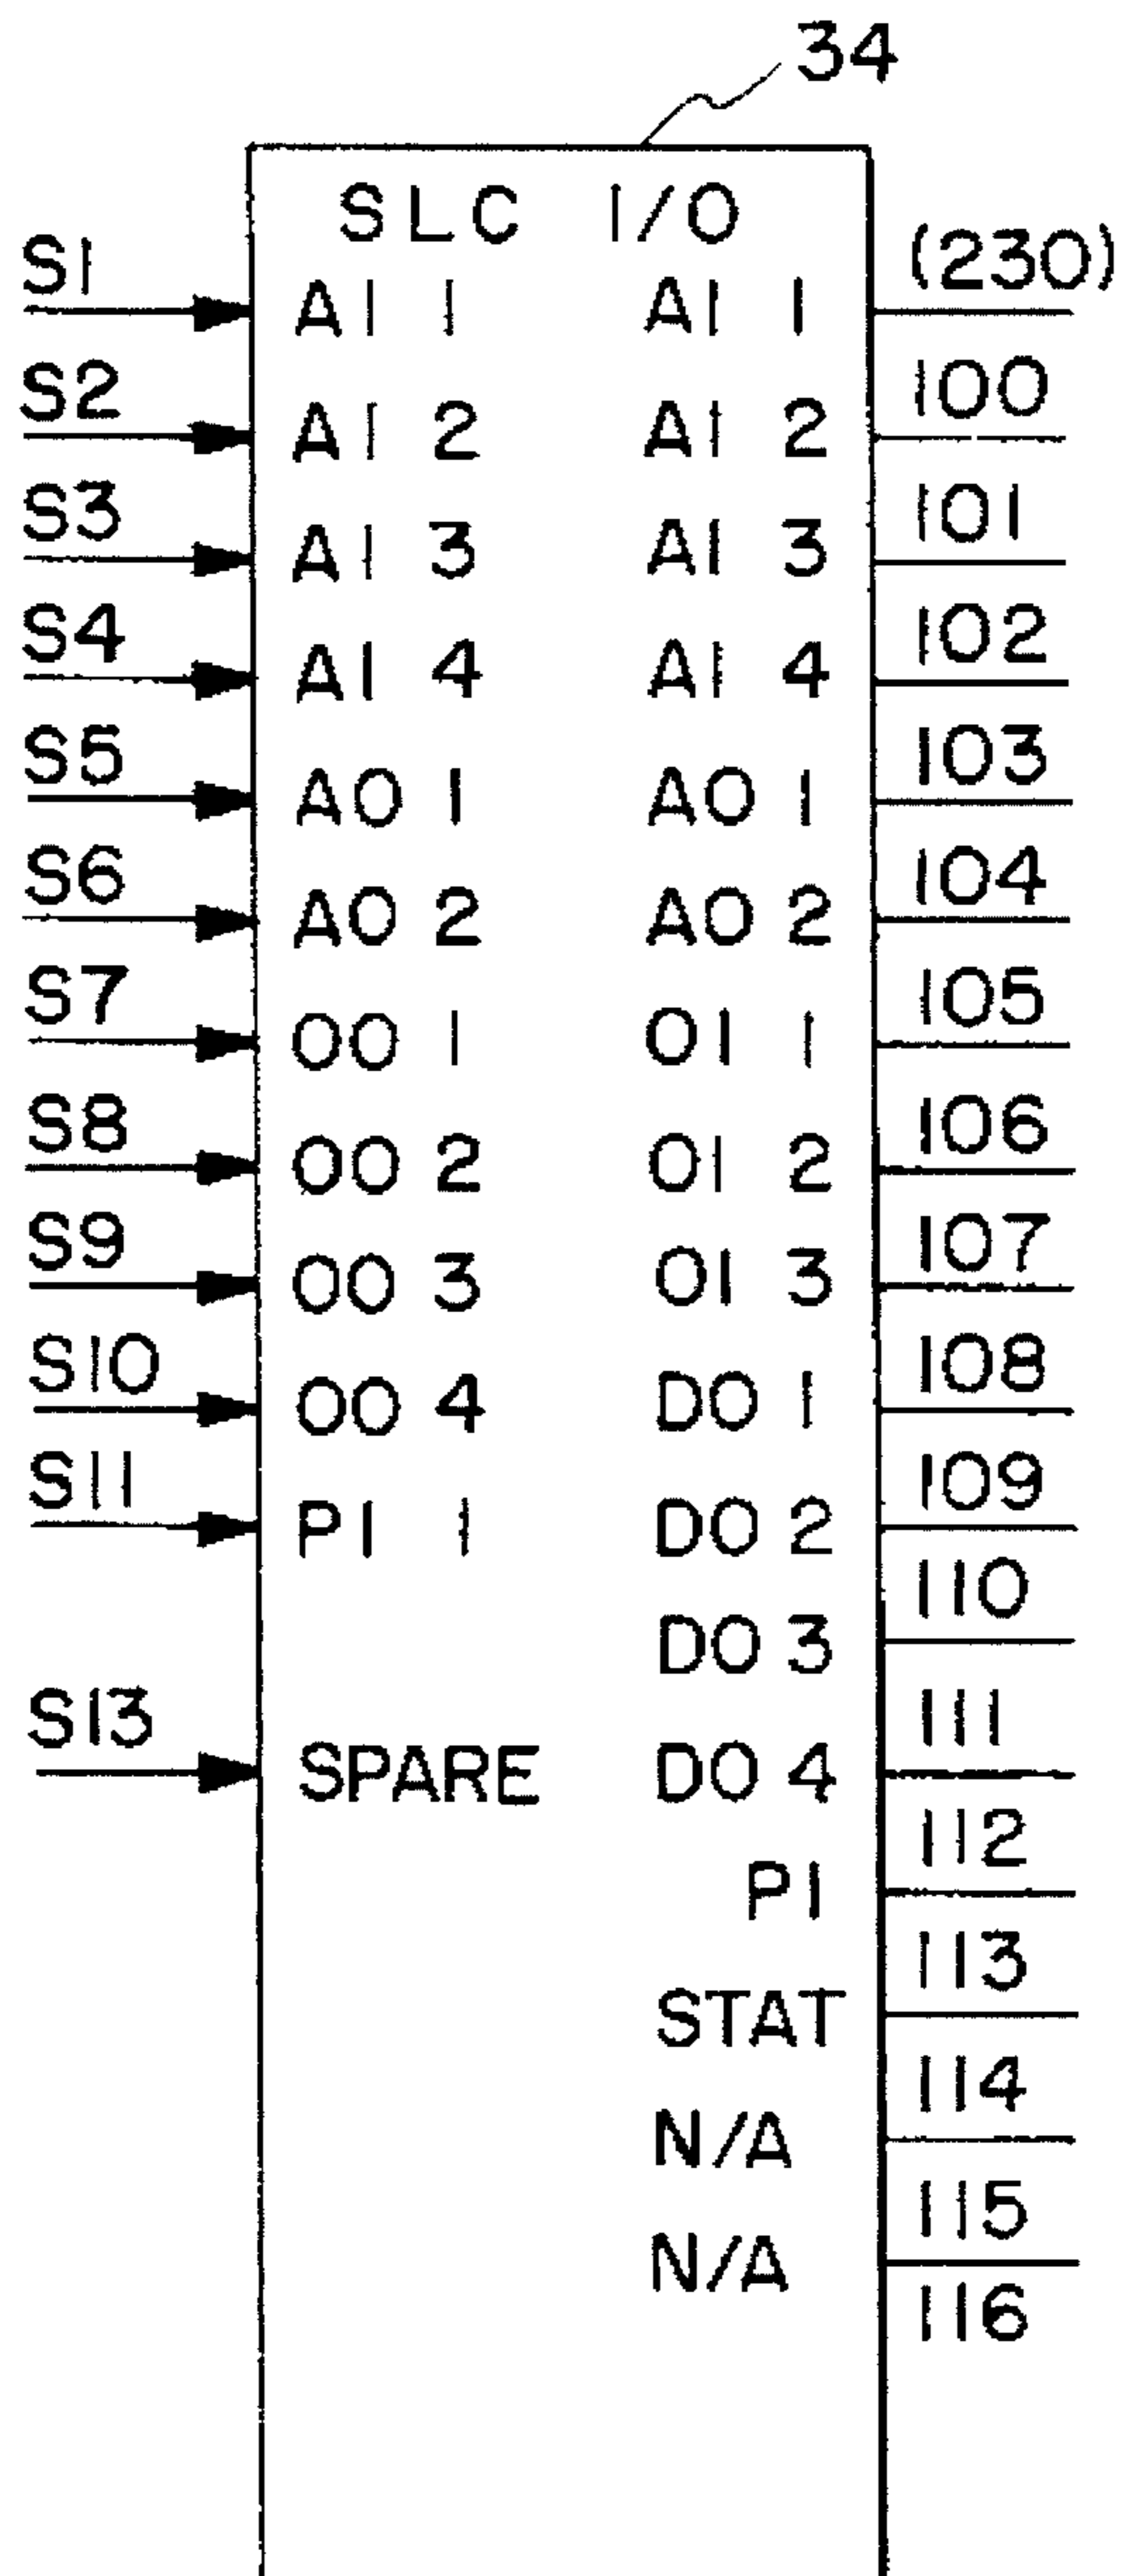 34
SLC I/O
(230)
S1 AI 1 AI 1
100
S2 AI 2 AI 2
101
S3 AI 3 AI 3
102
S4 AI 4 AI 4
103
S5 AO 1 AO 1
104
S6 AO 2 AO 2
105
S7 OO 1 OI 1
106
S8 OO 2 OI 2
107
S9 OO 3 OI 3
108
S10 OO 4 DO 1
109
S11 PI 1 DO 2
110
DO 3
111
S13 SPARE DO 4
112
PI
113
STAT
114
N/A
115
N/A
116